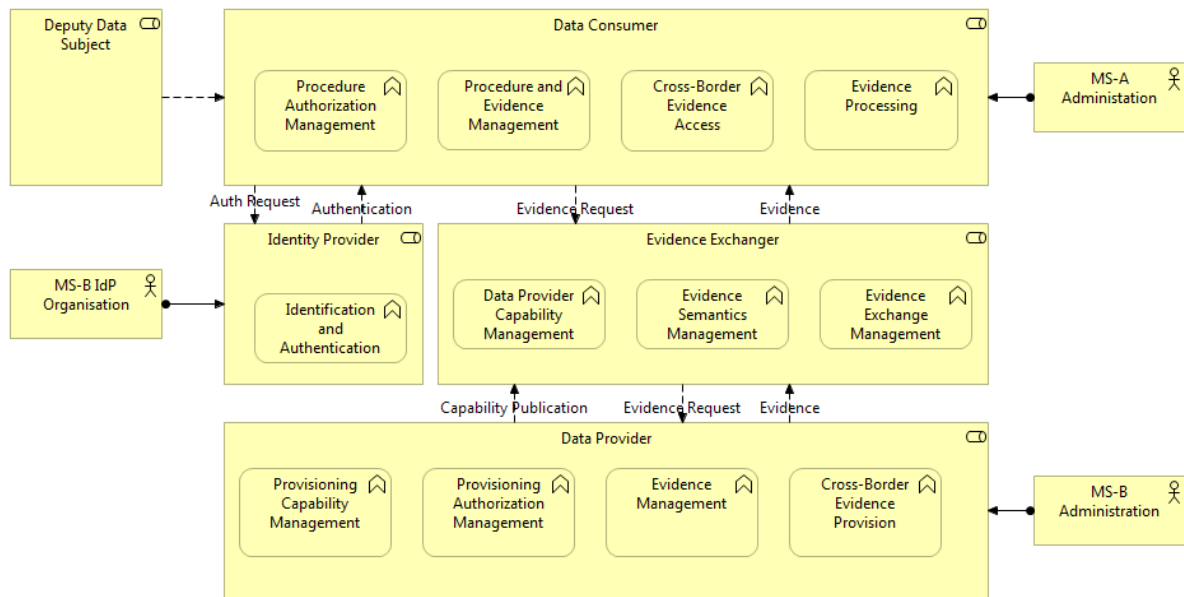 Deputy Data
Subject
Data Consumer
Procedure
Authorization
Management
Procedure and
Evidence
Management
Cross-Border
Evidence
Access
Evidence
Processing
MS-A
Administation
Auth Request
Authentication
Evidence Request
Evidence
Identity Provider
Evidence Exchanger
MS-B IdP
Organisation
Identification
and
Authentication
Data Provider
Capability
Management
Evidence
Semantics
Management
Evidence
Exchange
Management
Capability Publication
Evidence Request
Evidence
Data Provider
Provisioning
Capability
Management
Provisioning
Authorization
Management
Evidence
Management
Cross-Border
Evidence
Provision
MS-B
Administration